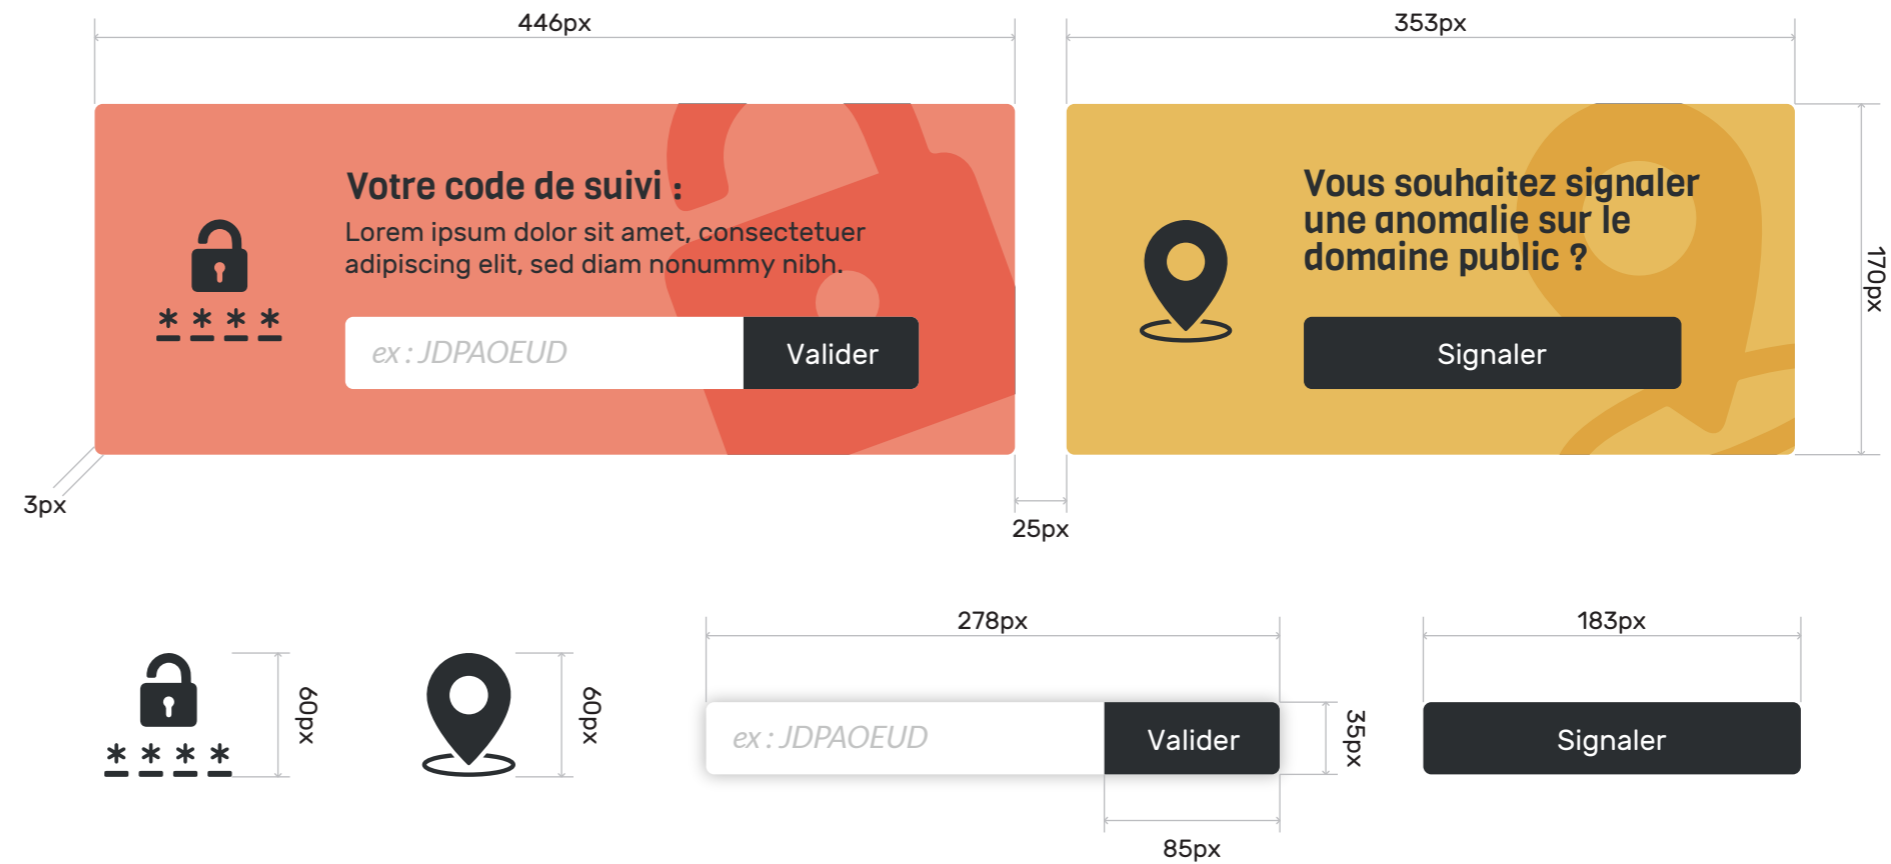 446px
353px
Votre code de suivi :
Lorem ipsum dolor sit amet, consectetuer
adipiscing elit, sed diam nonummy nibh.
* * * *
ex : JDPAOEUD
Valider
Vous souhaitez signaler
une anomalie sur le
domaine public ?
Signaler
170px
3px
25px
278px
183px
* * * *
60px
60px
ex : JDPAOEUD
Valider
35px
Signaler
85px